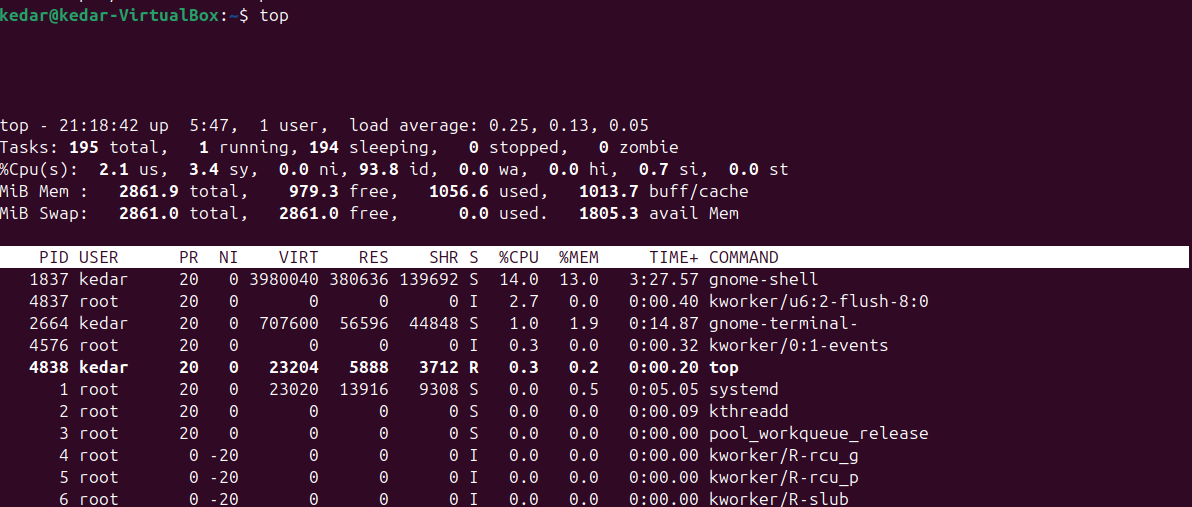 kedar@kedar-VirtualBox:~$ top
top - 21:18:42 up  5:47,  1 user,  load average: 0.25, 0.13, 0.05
Tasks: 195 total,   1 running, 194 sleeping,   0 stopped,   0 zombie
%Cpu(s):  2.1 us,  3.4 sy,  0.0 ni, 93.8 id,  0.0 wa,  0.0 hi,  0.7 si,  0.0 st
MiB Mem :   2861.9 total,    979.3 free,   1056.6 used,   1013.7 buff/cache
MiB Swap:   2861.0 total,   2861.0 free,      0.0 used.   1805.3 avail Mem
    PID USER      PR  NI    VIRT    RES    SHR S  %CPU  %MEM     TIME+ COMMAND
   1837 kedar     20   0 3980040 380636 139692 S  14.0  13.0   3:27.57 gnome-shell
   4837 root      20   0       0      0      0 I   2.7   0.0   0:00.40 kworker/u6:2-flush-8:0
   2664 kedar     20   0  707600  56596  44848 S   1.0   1.9   0:14.87 gnome-terminal-
   4576 root      20   0       0      0      0 I   0.3   0.0   0:00.32 kworker/0:1-events
   4838 kedar     20   0   23204   5888   3712 R   0.3   0.2   0:00.20 top
      1 root      20   0   23020  13916   9308 S   0.0   0.5   0:05.05 systemd
      2 root      20   0       0      0      0 S   0.0   0.0   0:00.09 kthreadd
      3 root      20   0       0      0      0 S   0.0   0.0   0:00.00 pool_workqueue_release
      4 root       0 -20       0      0      0 I   0.0   0.0   0:00.00 kworker/R-rcu_g
      5 root       0 -20       0      0      0 I   0.0   0.0   0:00.00 kworker/R-rcu_p
      6 root       0 -20       0      0      0 I   0.0   0.0   0:00.00 kworker/R-slub